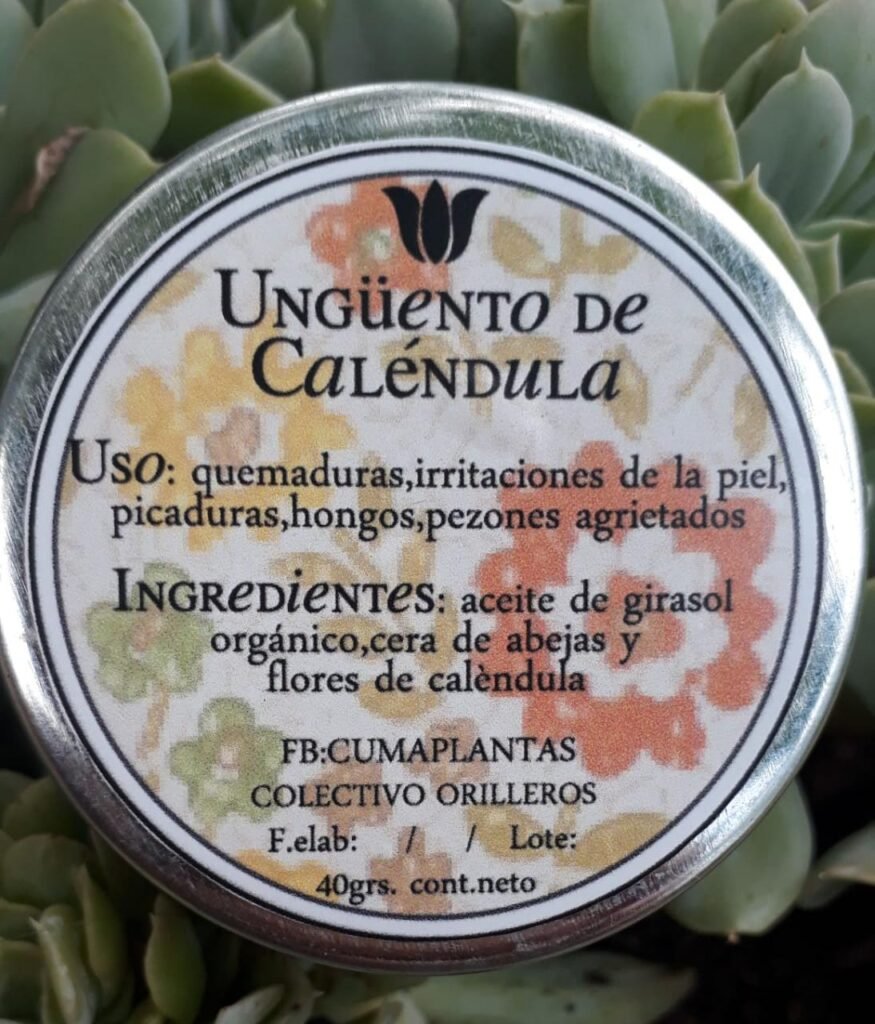 Ungüento de
Caléndula
Uso: quemaduras,irritaciones de la piel,
picaduras,hongos,pezones agrietados
Ingredientes: aceite de girasol
orgánico,cera de abejas y
flores de calèndula
FB:CUMAPLANTAS
COLECTIVO ORILLEROS
F.elab: / / Lote:
40grs. cont.neto